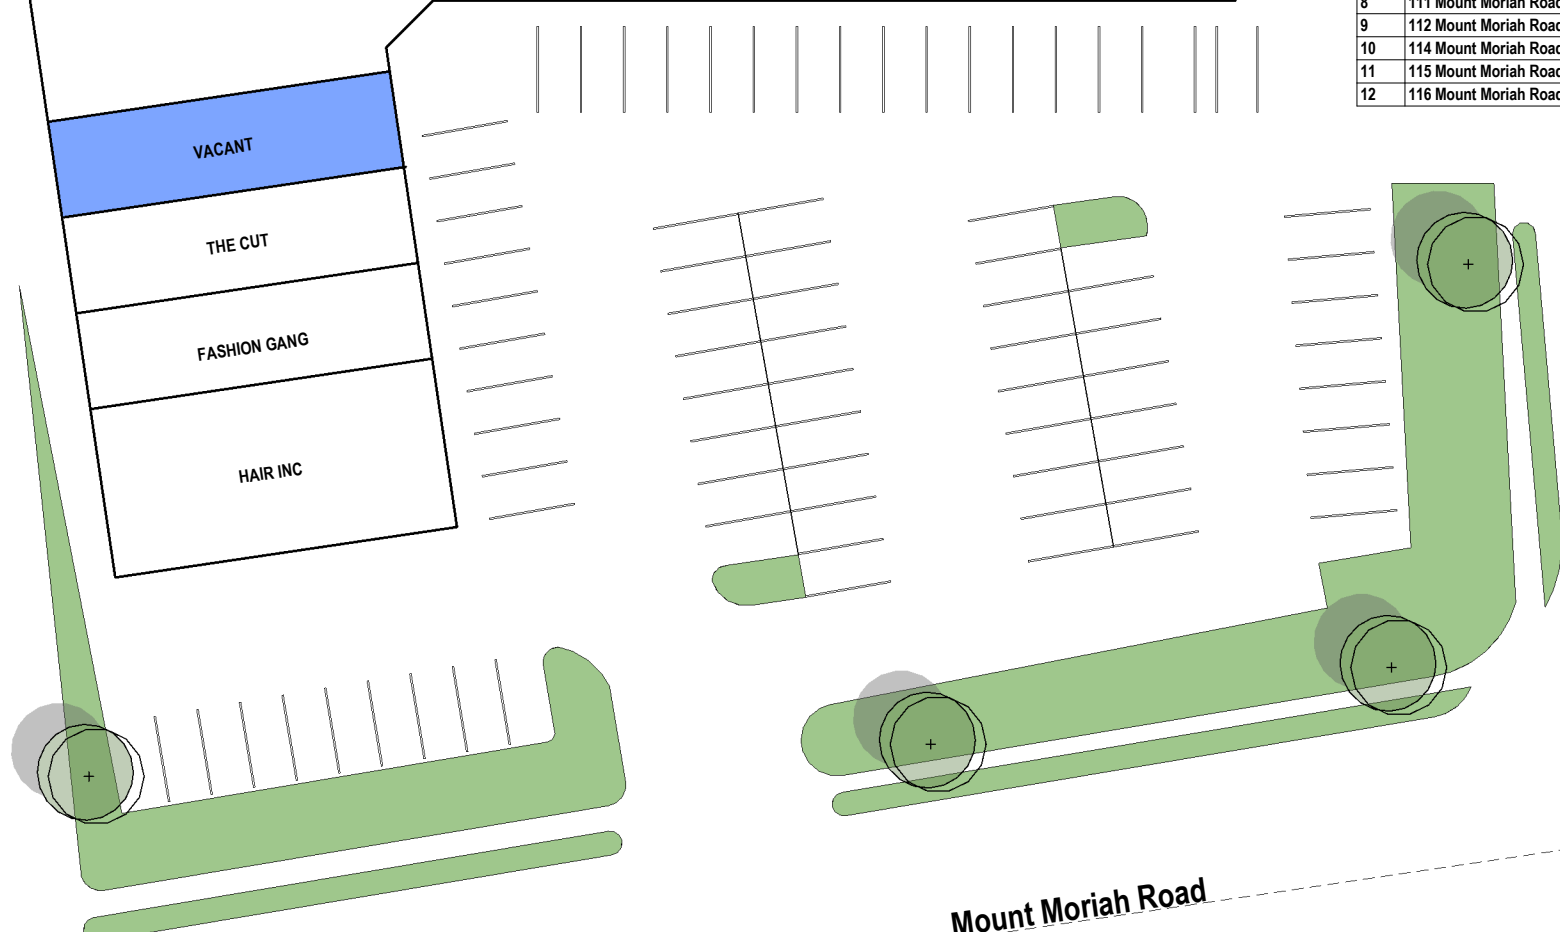 8 111 Mount Moriah Road
9 112 Mount Moriah Road
10 114 Mount Moriah Road
11 115 Mount Moriah Road
12 116 Mount Moriah Road
VACANT
THE CUT
FASHION GANG
HAIR INC
Mount Moriah Road